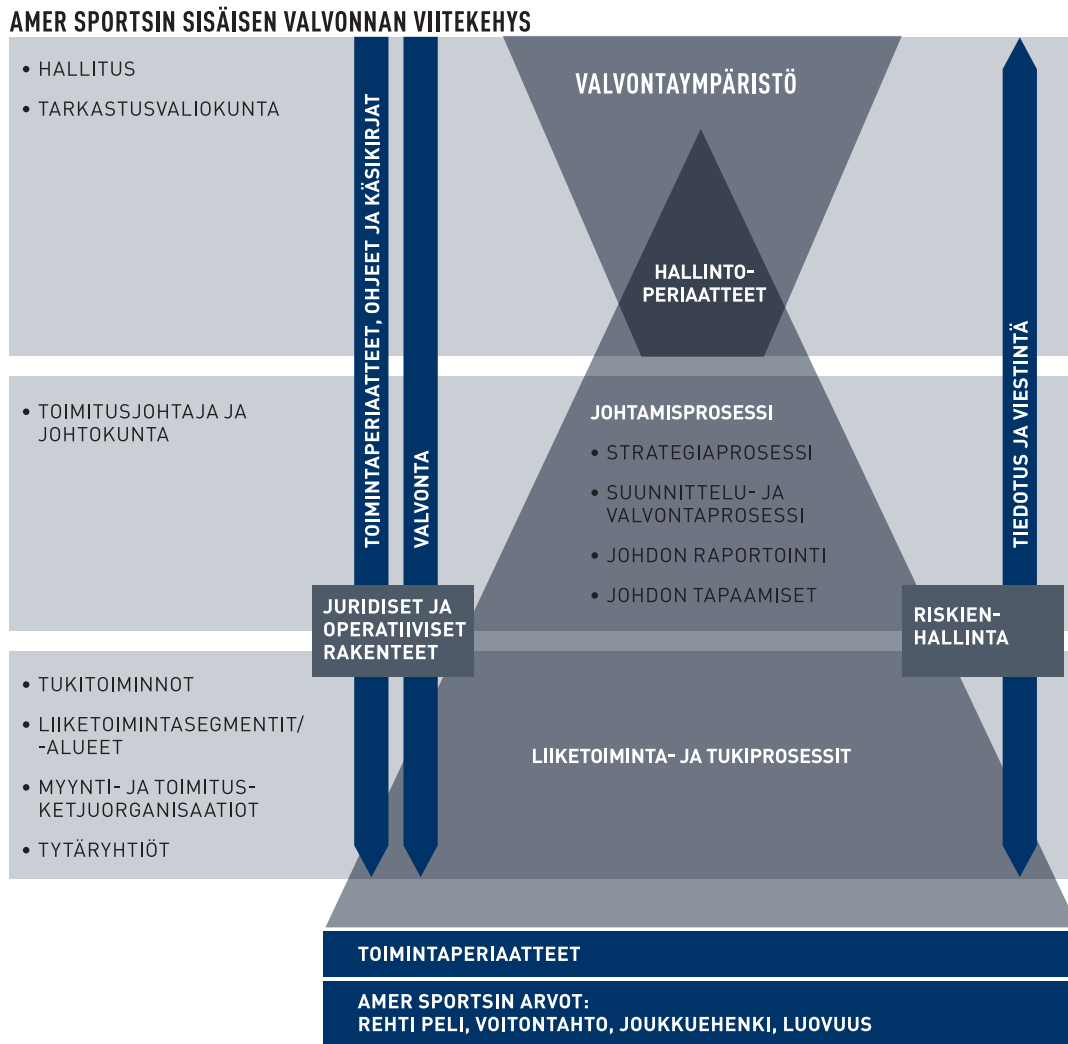 AMER SPORTSIN SISÄISEN VALVONNAN VIITEKEHYS
• HALLITUS
• TARKASTUSVALIOKUNTA
TOIMINTAPERIAATTEET, OHJEET JA KÄSIKIRJAT
VALVONTA
VALVONTAYMPÄRISTÖ
HALLINTO-
PERIAATTEET
TIEDOTUS JA VIESTINTÄ
• TOIMITUSJOHTAJA JA
JOHTOKUNTA
JOHTAMISPROSESSI
• STRATEGIAPROSESSI
• SUUNNITTELU- JA
VALVONTAPROSESSI
• JOHDON RAPORTOINTI
• JOHDON TAPAAMISET
JURIDISET JA
OPERATIIVISET
RAKENTEET
RISKIEN-
HALLINTA
• TUKITOIMINNOT
• LIIKETOIMINTASEGMENTIT/
-ALUEET
• MYYNTI- JA TOIMITUS-
KETJUORGANISAATIOT
• TYTÄRYHTIÖT
LIIKETOIMINTA- JA TUKIPROSESSIT
TOIMINTAPERIAATTEET
AMER SPORTSIN ARVOT:
REHTI PELI, VOITONTAHTO, JOUKKUEHENKI, LUOVUUS